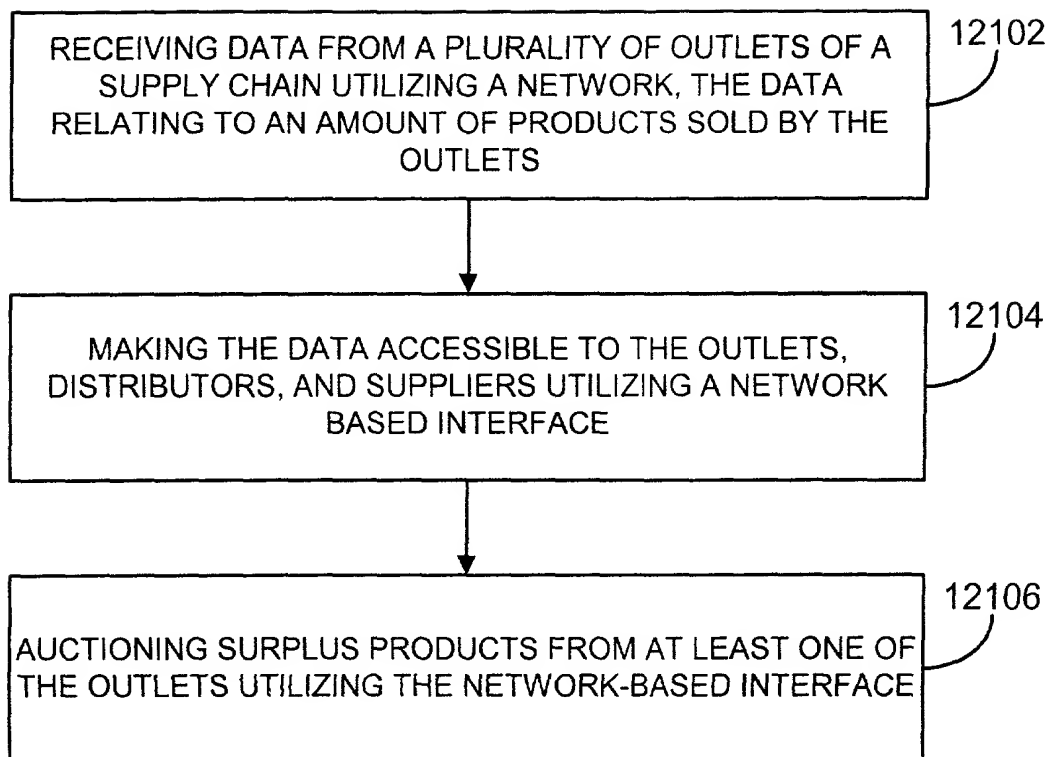 RECEIVING DATA FROM A PLURALITY OF OUTLETS OF A
SUPPLY CHAIN UTILIZING A NETWORK, THE DATA
RELATING TO AN AMOUNT OF PRODUCTS SOLD BY THE
OUTLETS
12102
MAKING THE DATA ACCESSIBLE TO THE OUTLETS,
DISTRIBUTORS, AND SUPPLIERS UTILIZING A NETWORK
BASED INTERFACE
12104
AUCTIONING SURPLUS PRODUCTS FROM AT LEAST ONE OF
THE OUTLETS UTILIZING THE NETWORK-BASED INTERFACE
12106